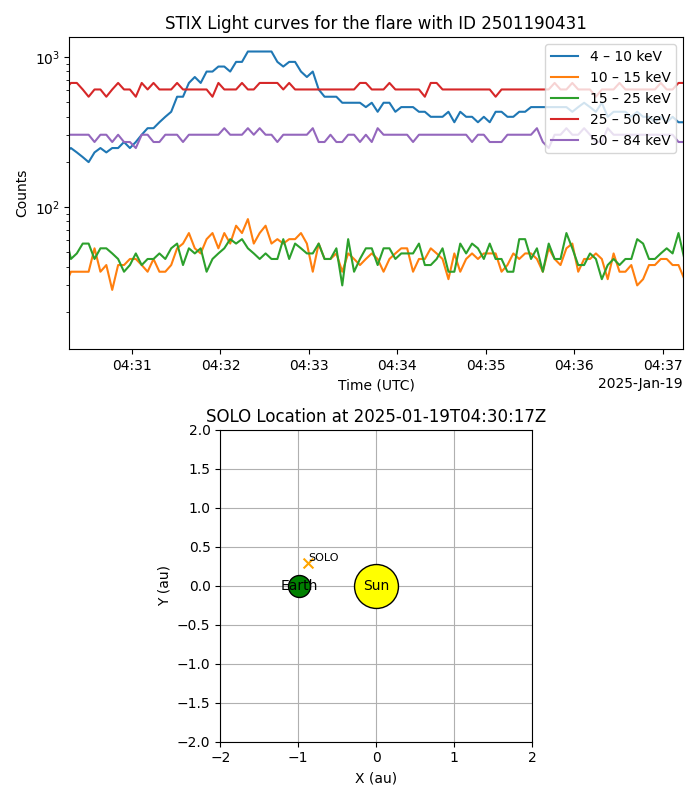 STIX Light curves for the flare with ID 2501190431
10³
10²
Counts
4 – 10 keV
10 – 15 keV
15 – 25 keV
25 – 50 keV
50 – 84 keV
04:31 04:32 04:33 04:34 04:35 04:36 04:37
Time (UTC)
2025-Jan-19
SOLO Location at 2025-01-19T04:30:17Z
2.0
1.5
1.0
0.5
0.0
−0.5
−1.0
−1.5
−2.0
Y (au)
SOLO
Earth
Sun
−2 −1 0 1 2
X (au)